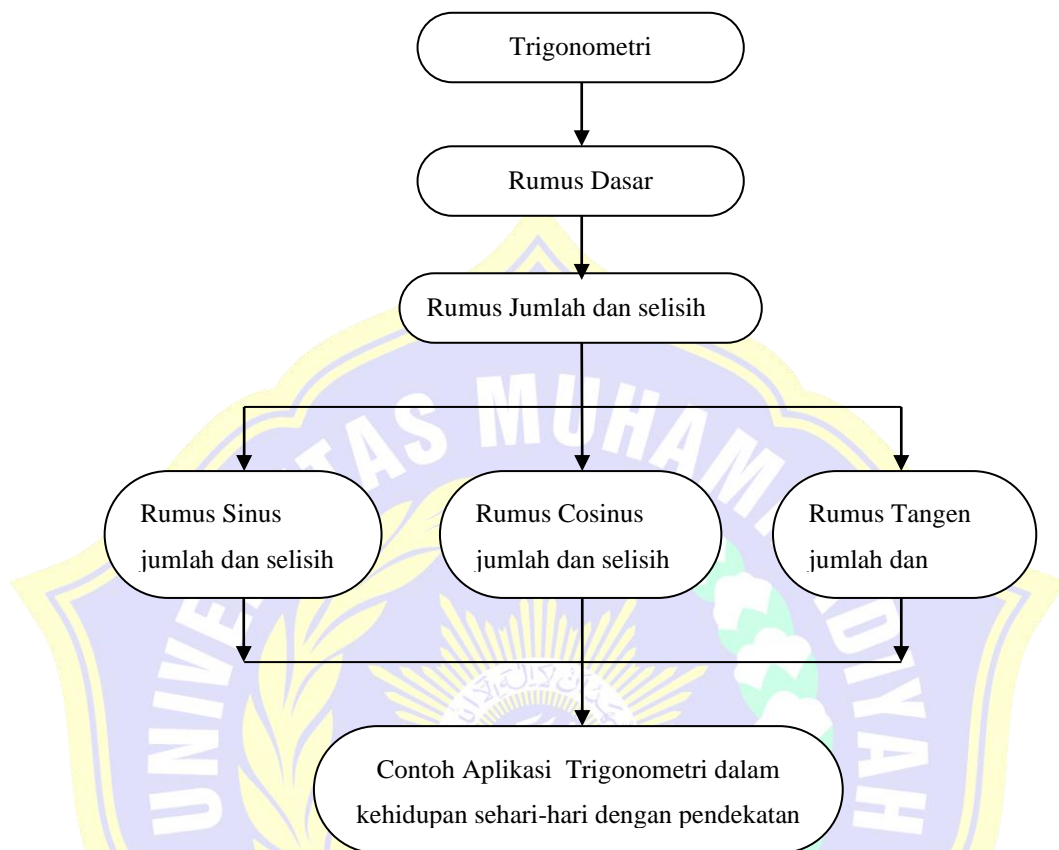 Trigonometri
Rumus Dasar
Rumus Jumlah dan selisih
Rumus Sinus
jumlah dan selisih
Rumus Cosinus
jumlah dan selisih
Rumus Tangen
jumlah dan
Contoh Aplikasi Trigonometri dalam
kehidupan sehari-hari dengan pendekatan
MUHAM